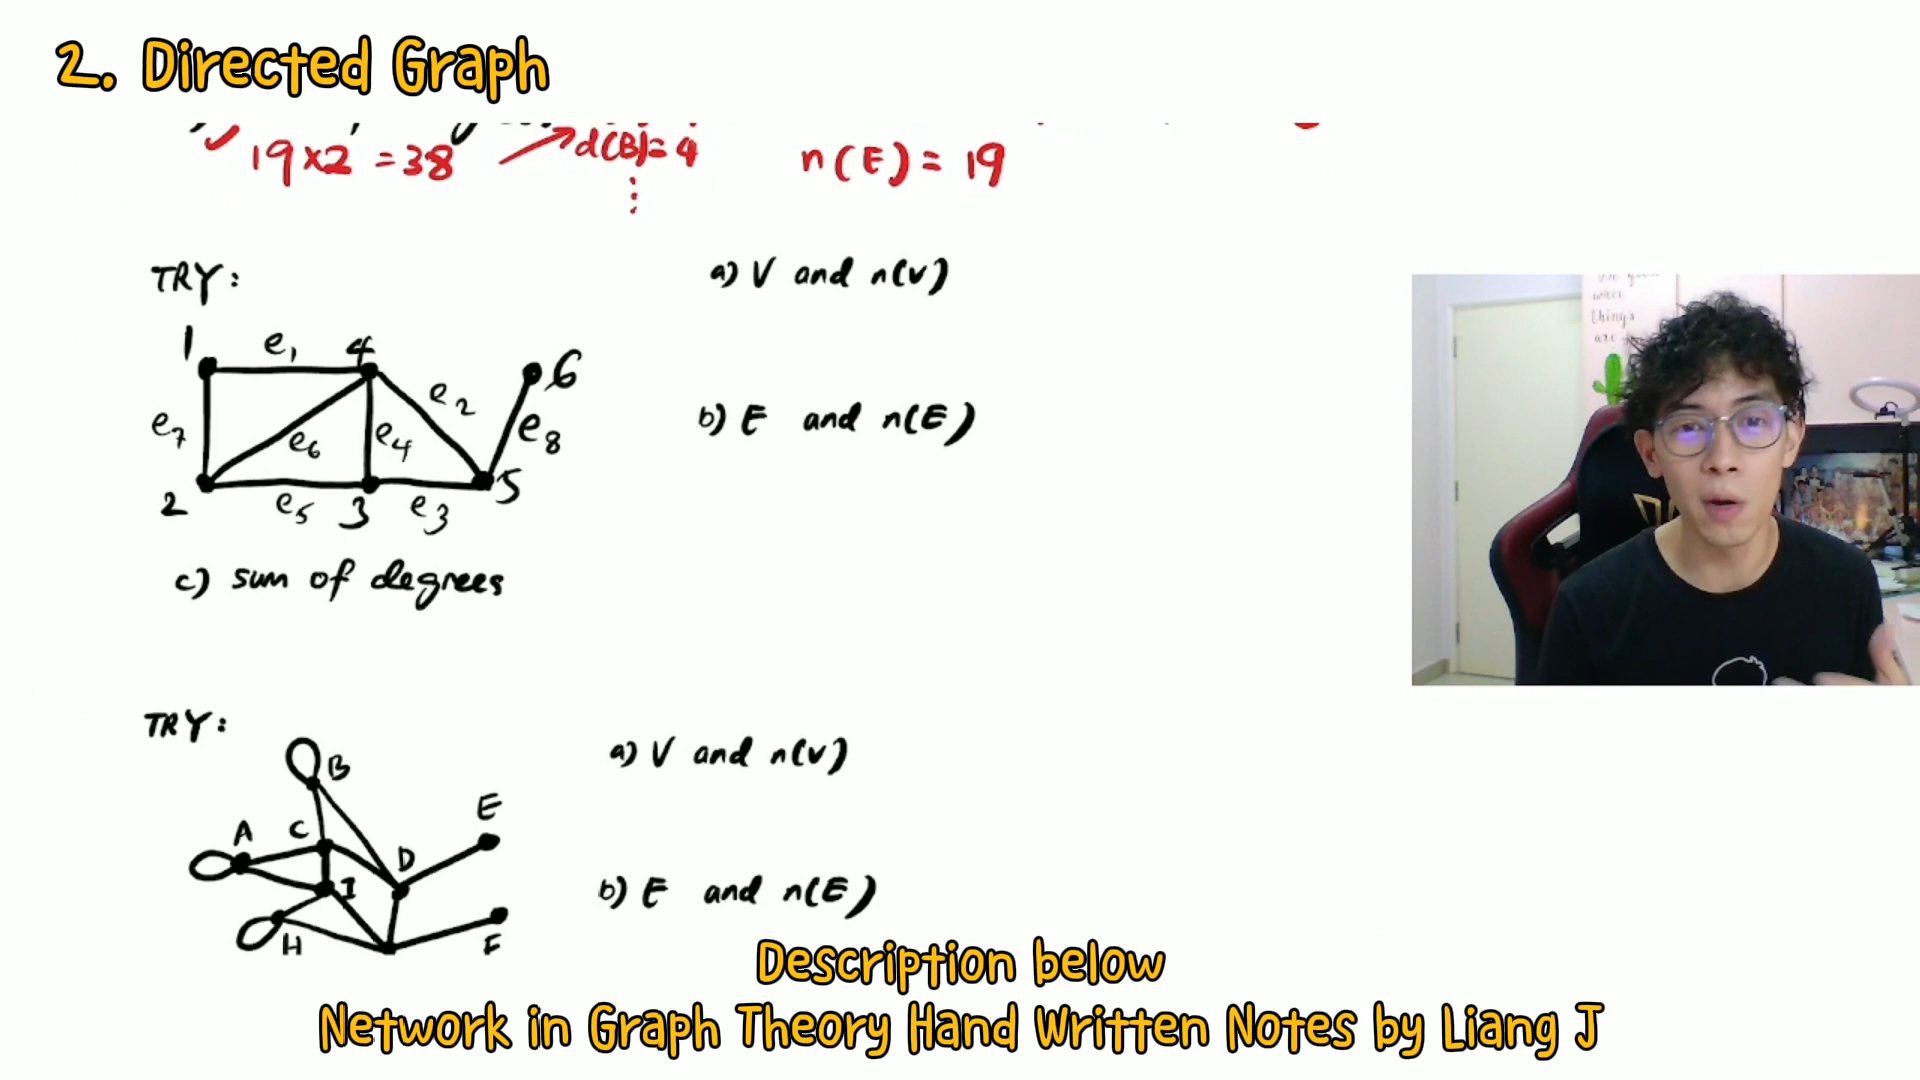 2. Directed Graph
19 x 2 = 38
d(B) = 4
n(E) = 19
⋮
TRY:
a) V and n(v)
1 e1 4
6
e2
e7 e6 e4 e8
2 e5 3 e3 5
b) E and n(E)
c) sum of degrees
TRY:
a) V and n(v)
B
E
A C
D
I
H F
b) E and n(E)
Description below
Network in Graph Theory Hand Written Notes by Liang J